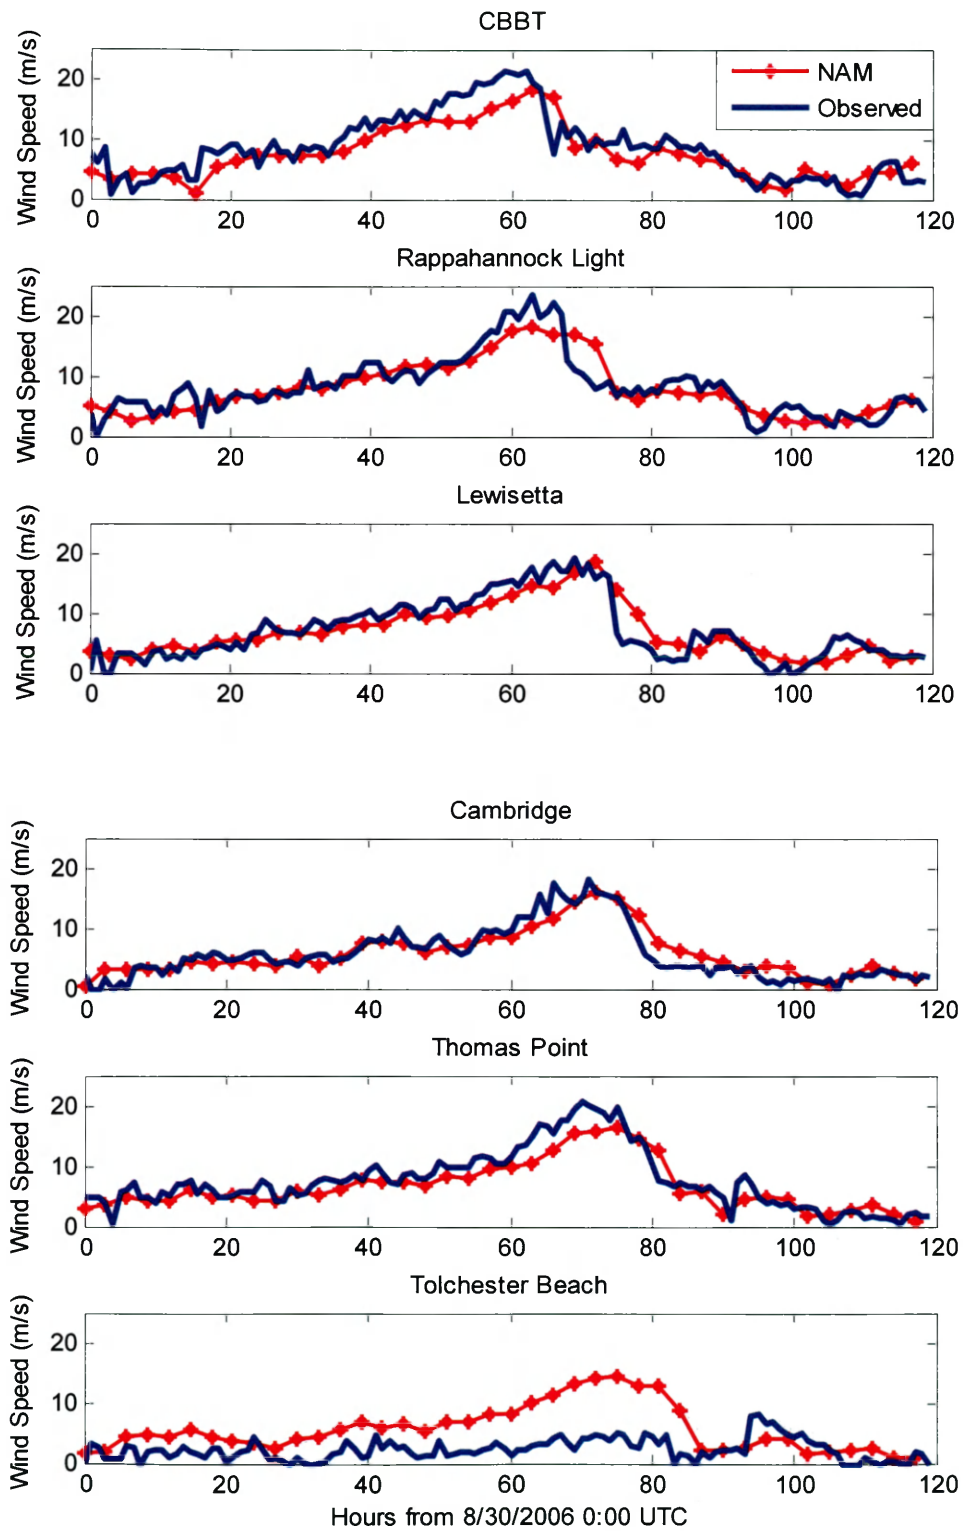 CBBT
Wind Speed (m/s)
20
10
0
NAM
Observed
0 20 40 60 80 100 120
Rappahannock Light
Wind Speed (m/s)
20
10
0
0 20 40 60 80 100 120
Lewisetta
Wind Speed (m/s)
20
10
0
0 20 40 60 80 100 120
Cambridge
Wind Speed (m/s)
20
10
0
0 20 40 60 80 100 120
Thomas Point
Wind Speed (m/s)
20
10
0
0 20 40 60 80 100 120
Tolchester Beach
Wind Speed (m/s)
20
10
0
0 20 40 60 80 100 120
Hours from 8/30/2006 0:00 UTC